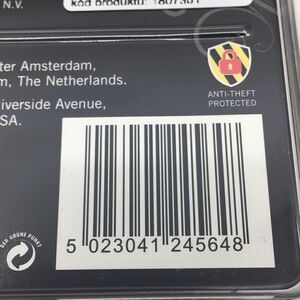 N.V.
kod produktu: 1807301
ter Amsterdam,
m, The Netherlands.
iverside Avenue,
SA.
ANTI-THEFT
PROTECTED
DER GRÜNE PUNKT
5 023041 245648